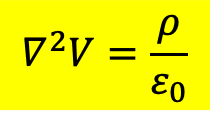 ∇²V = ρ/ε₀